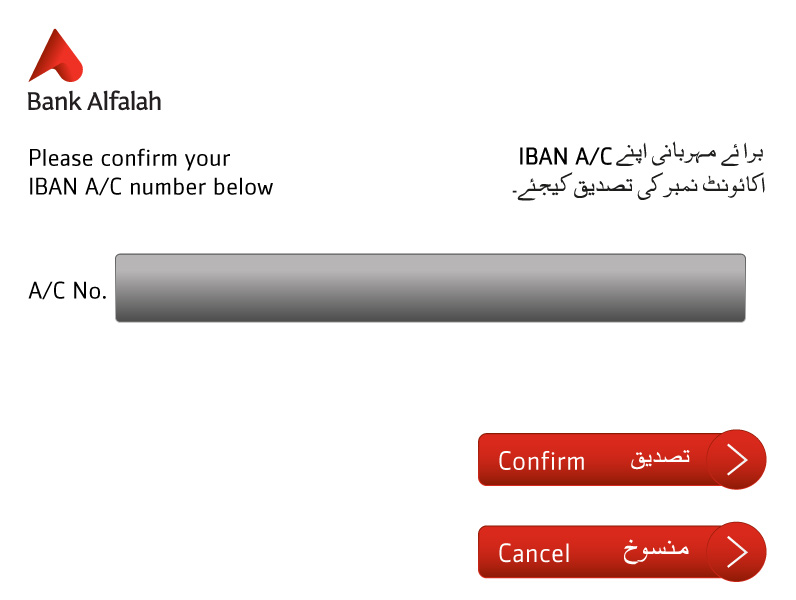 Bank Alfalah
Please confirm your
IBAN A/C number below
برائے مہربانی اپنے IBAN A/C
اکائونٹ نمبر کی تصدیق کیجئے۔
A/C No.
Confirm تصدیق
Cancel منسوخ